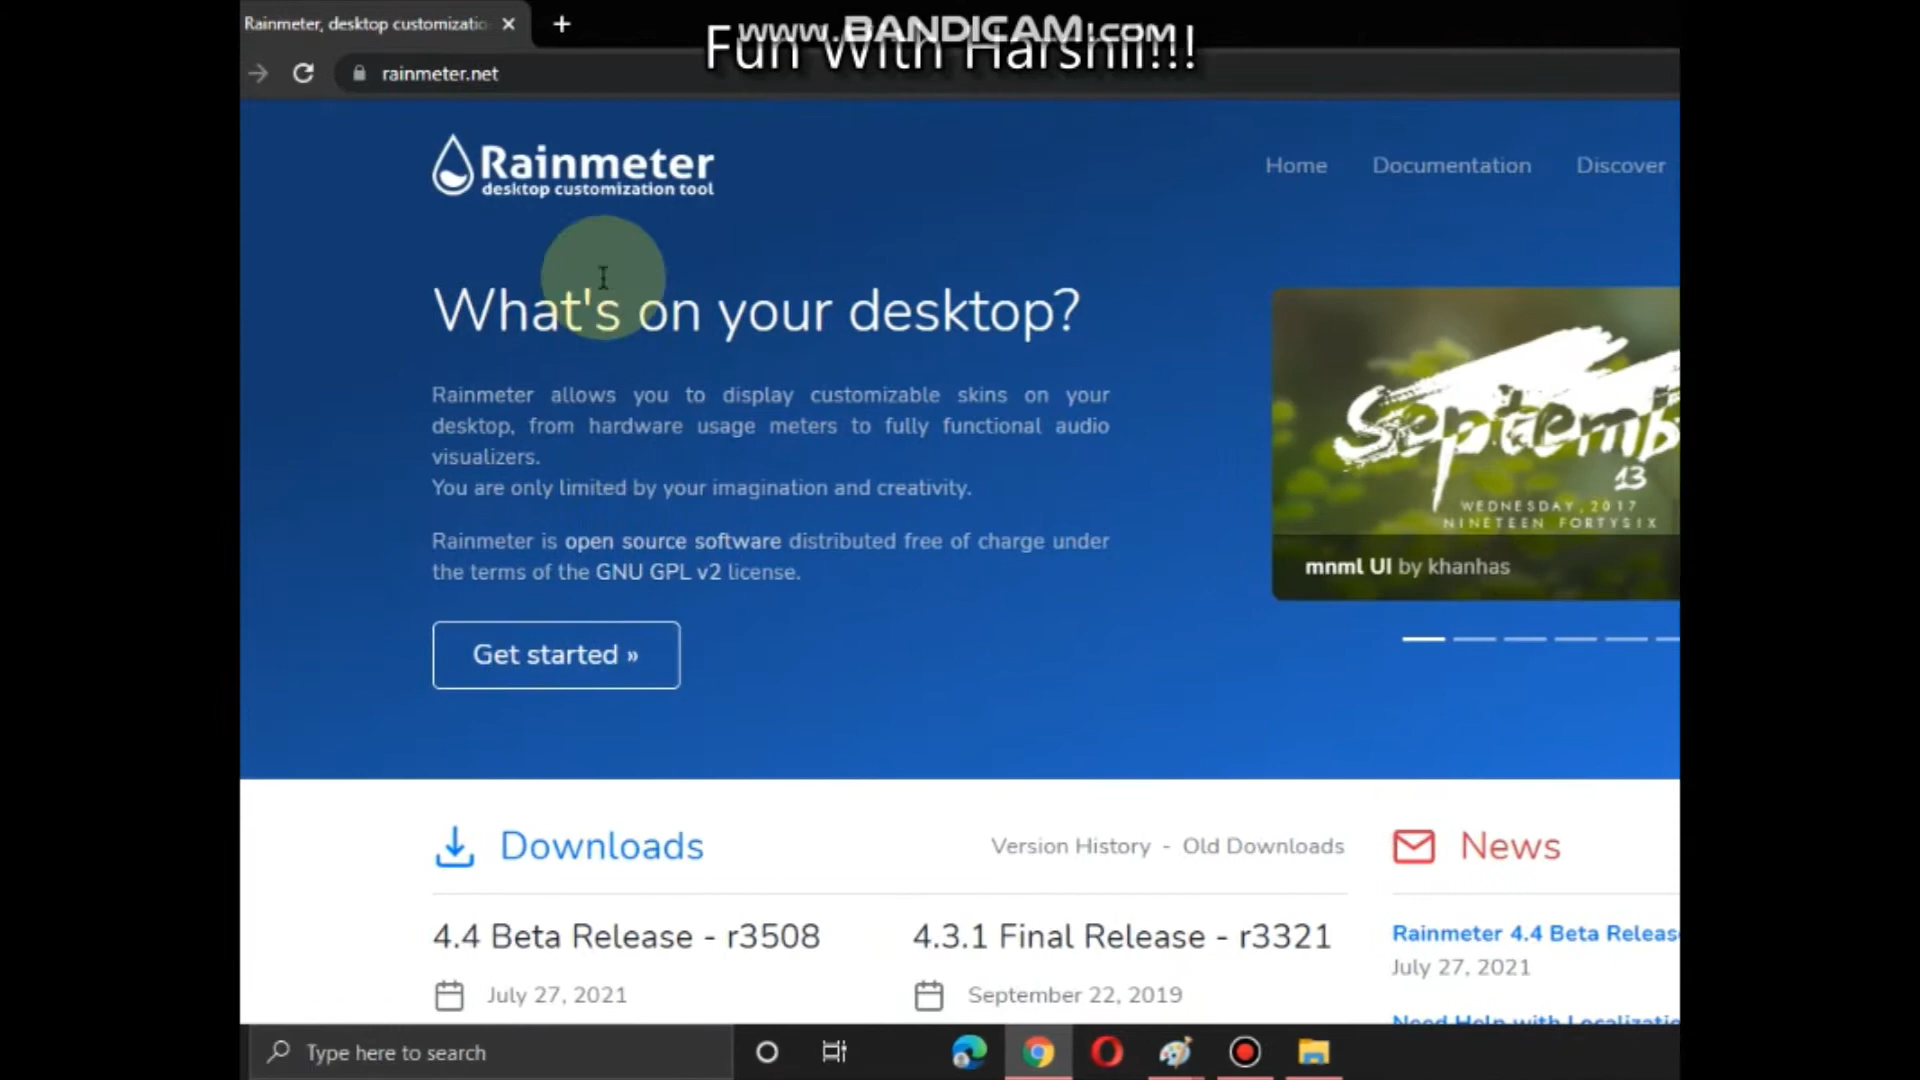 Rainmeter, desktop customizatio
www.BANDICAM.com
Fun With Harshil!!!
rainmeter.net
Rainmeter
desktop customization tool
Home Documentation Discover
What's on your desktop?
Rainmeter allows you to display customizable skins on your
desktop, from hardware usage meters to fully functional audio
visualizers.
You are only limited by your imagination and creativity.
Rainmeter is open source software distributed free of charge under
the terms of the GNU GPL v2 license.
Get started »
Septemb
13
WEDNESDAY, 2017
NINETEEN FORTYSIX
mnml UI by khanhas
Downloads
Version History - Old Downloads
News
4.4 Beta Release - r3508
July 27, 2021
4.3.1 Final Release - r3321
September 22, 2019
Rainmeter 4.4 Beta Releas
July 27, 2021
Need Help with Localizatio
Type here to search